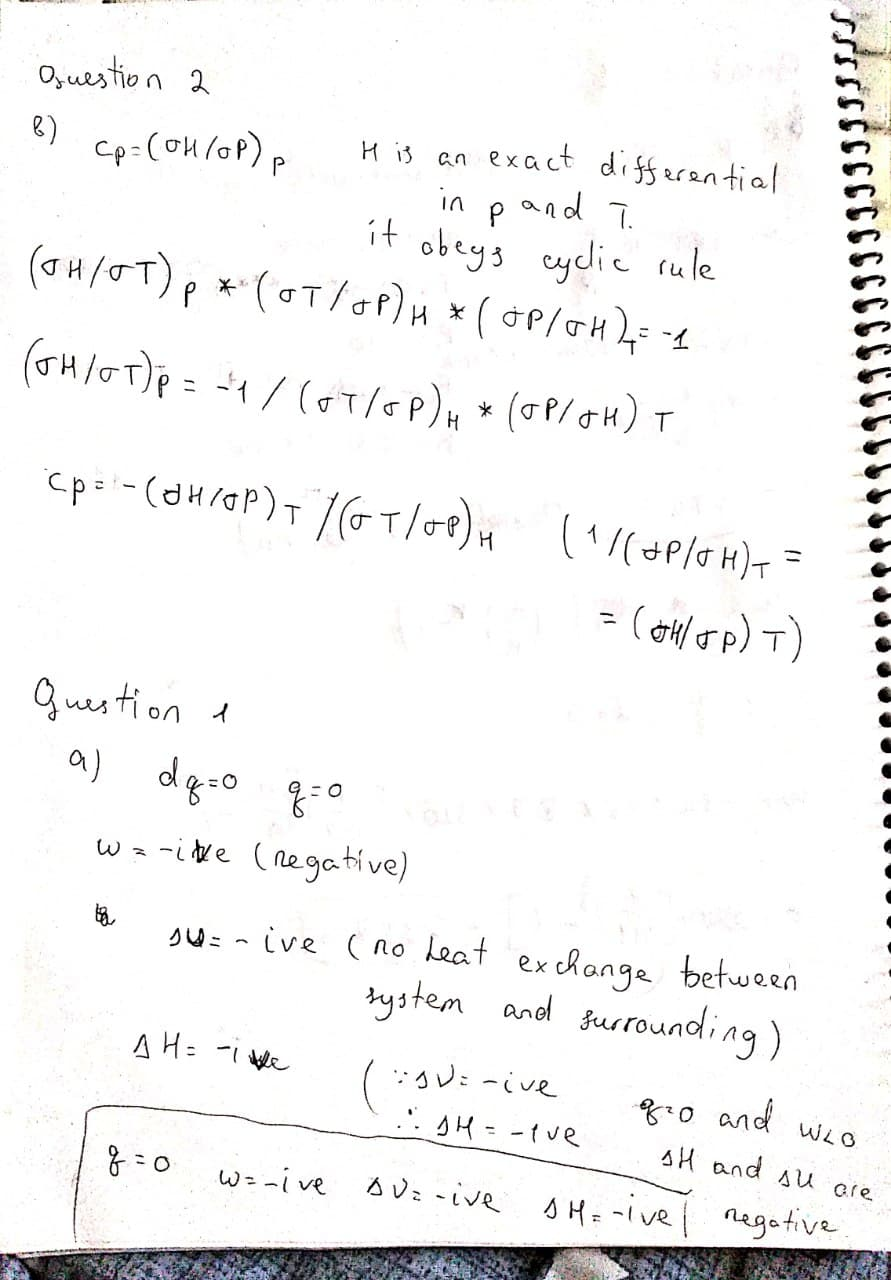 Question 2
b) Cp=(σH/σP)P H is an exact differential
in p and T.
it obeys cyclic rule
(σH/σT)P * (σT/σP)H * (σP/σH)T=-1
(σH/σT)P = -1/(σT/σP)H * (σP/σH)T
Cp=-(σH/σP)T/(σT/σP)H (1/(σP/σH)T =
= (σH/σP)T)
Question 1
a) dq=0 q=0
w = -ive (negative)
ΔU= - ive (no heat exchange between
system and surrounding)
ΔH= -ive (∵ΔU= -ive
∴ ΔH = -ive
q=0 and w<0
ΔH and ΔU are
negative
q=0 w=-ive ΔU= -ive ΔH=-ive